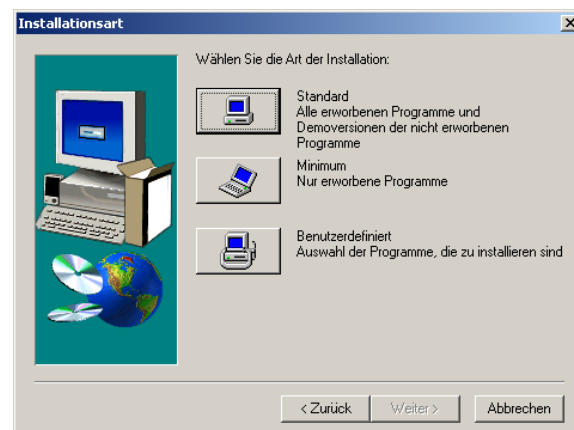 Installationsart
Wählen Sie die Art der Installation:
Standard
Alle erworbenen Programme und
Demoversionen der nicht erworbenen
Programme
Minimum
Nur erworbene Programme
Benutzerdefiniert
Auswahl der Programme, die zu installieren sind
< Zurück
Weiter >
Abbrechen